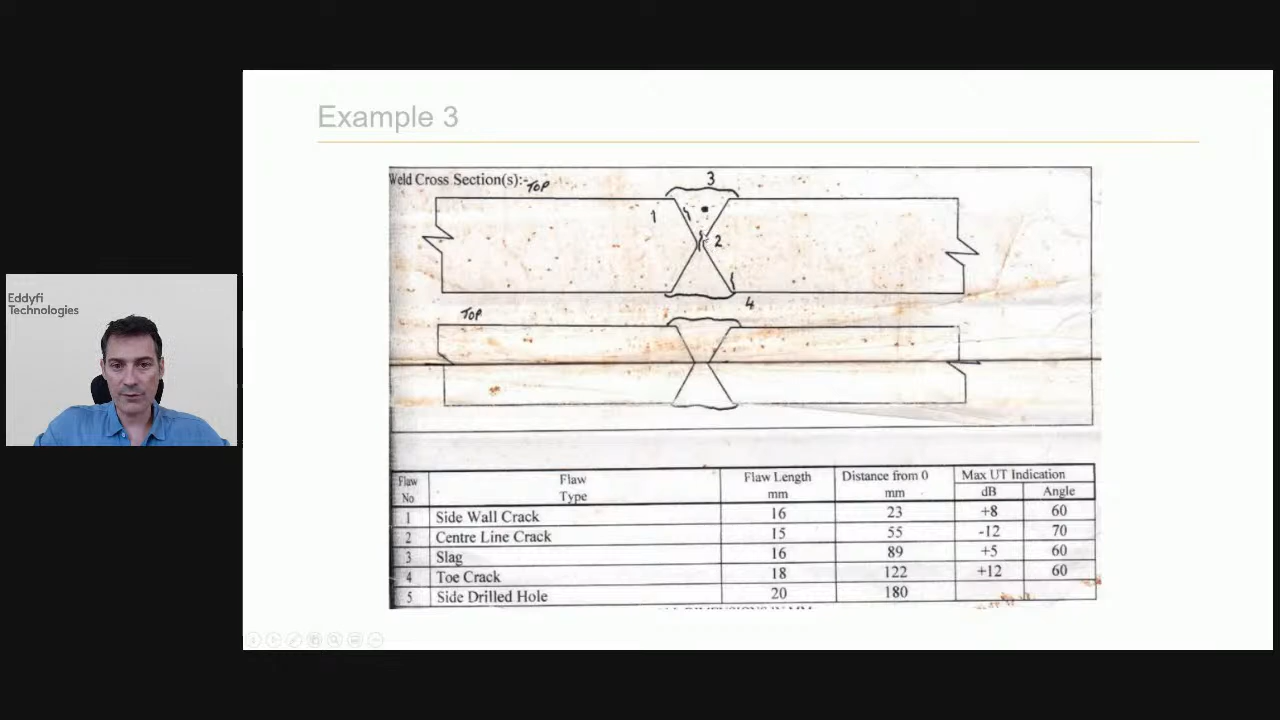 Example 3
Weld Cross Section(s):- TOP
3
1
2
4
TOP
Flaw No Flaw Type Flaw Length mm Distance from 0 mm Max UT Indication
dB Angle
1 Side Wall Crack 16 23 +8 60
2 Centre Line Crack 15 55 -12 70
3 Slag 16 89 +5 60
4 Toe Crack 18 122 +12 60
5 Side Drilled Hole 20 180
Eddyfi
Technologies